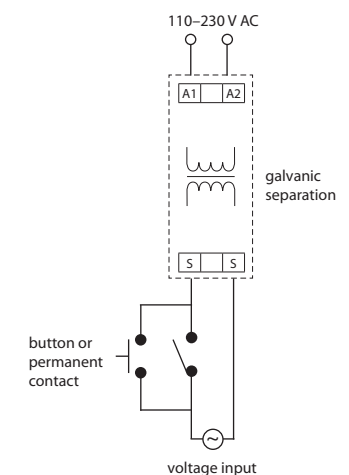 110–230 V AC
A1 A2
galvanic
separation
S S
button or
permanent
contact
~
voltage input